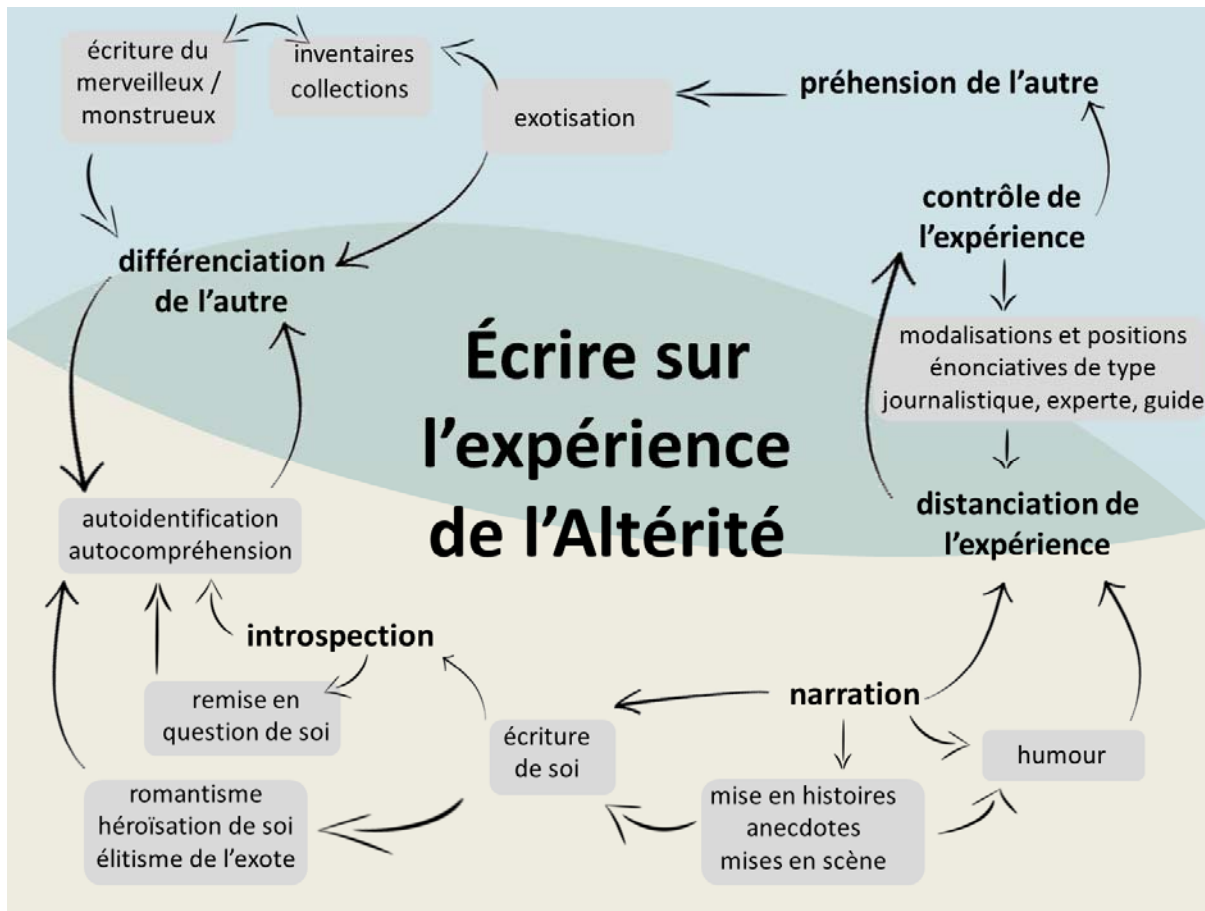 écriture du
merveilleux /
monstrueux
inventaires
collections
exotisation
préhension de l’autre
contrôle de
l’expérience
différenciation
de l’autre
Écrire sur
l’expérience
de l’Altérité
modalisations et positions
énonciatives de type
journalistique, experte, guide
distanciation de
l’expérience
autoidentification
autocompréhension
introspection
remise en
question de soi
narration
écriture
de soi
humour
romantisme
héroïsation de soi
élitisme de l’exote
mise en histoires
anecdotes
mises en scène